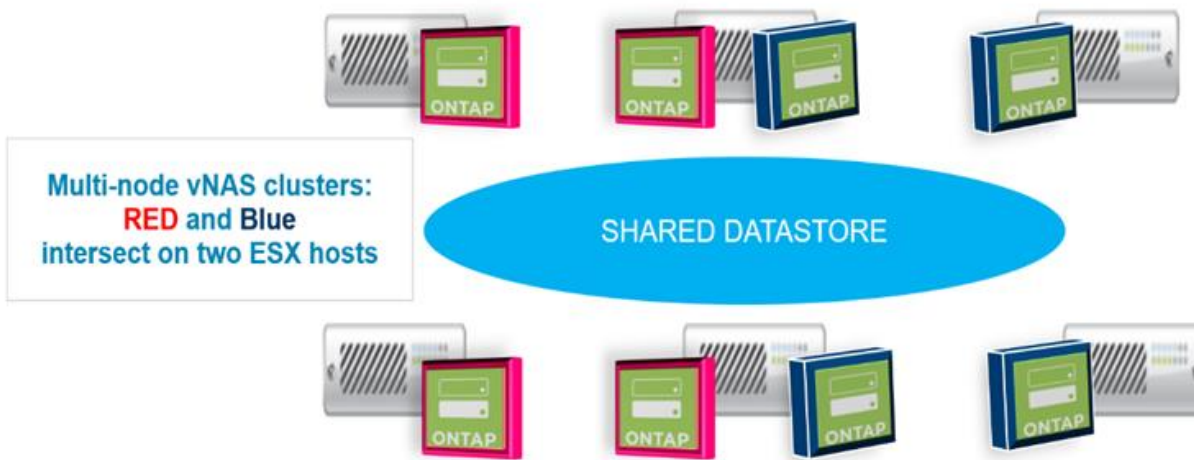 ONTAP
ONTAP
ONTAP
ONTAP
Multi-node vNAS clusters:
RED and Blue
intersect on two ESX hosts
SHARED DATASTORE
ONTAP
ONTAP
ONTAP
ONTAP